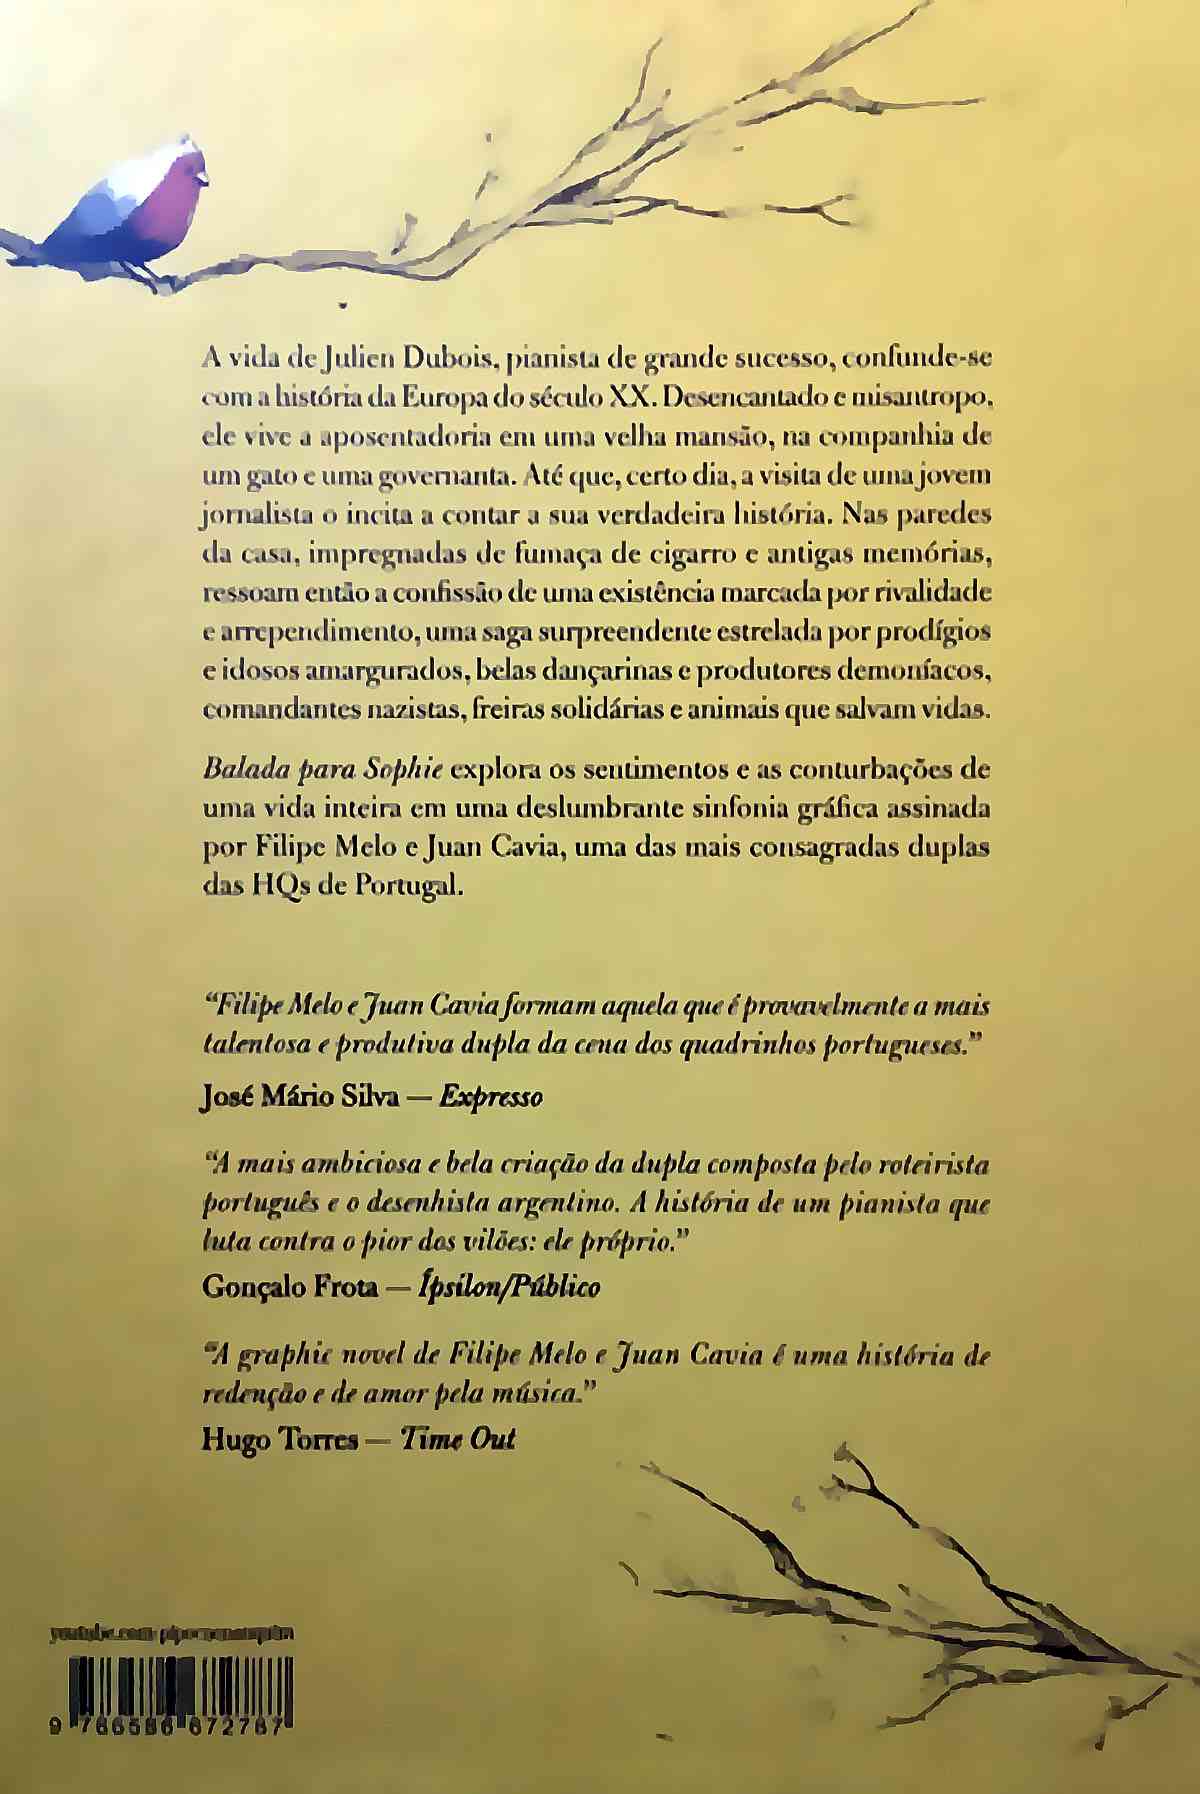 A vida de Julien Dubois, pianista de grande sucesso, confunde-se
com a história da Europa do século XX. Desencantado e misantropo,
ele vive a aposentadoria em uma velha mansão, na companhia de
um gato e uma governanta. Até que, certo dia, a visita de uma jovem
jornalista o incita a contar a sua verdadeira história. Nas paredes
da casa, impregnadas de fumaça de cigarro e antigas memórias,
ressoam então a confissão de uma existência marcada por rivalidade
e arrependimento, uma saga surpreendente estrelada por prodígios
e idosos amargurados, belas dançarinas e produtores demoníacos,
comandantes nazistas, freiras solidárias e animais que salvam vidas.
Balada para Sophie explora os sentimentos e as conturbações de
uma vida inteira em uma deslumbrante sinfonia gráfica assinada
por Filipe Melo e Juan Cavia, uma das mais consagradas duplas
das HQs de Portugal.
“Filipe Melo e Juan Cavia formam aquela que é provavelmente a mais
talentosa e produtiva dupla da cena dos quadrinhos portugueses.”
José Mário Silva — Expresso
“A mais ambiciosa e bela criação da dupla composta pelo roteirista
português e o desenhista argentino. A história de um pianista que
luta contra o pior dos vilões: ele próprio.”
Gonçalo Frota — Ípsilon/Público
“A graphic novel de Filipe Melo e Juan Cavia é uma história de
redenção e de amor pela música.”
Hugo Torres — Time Out